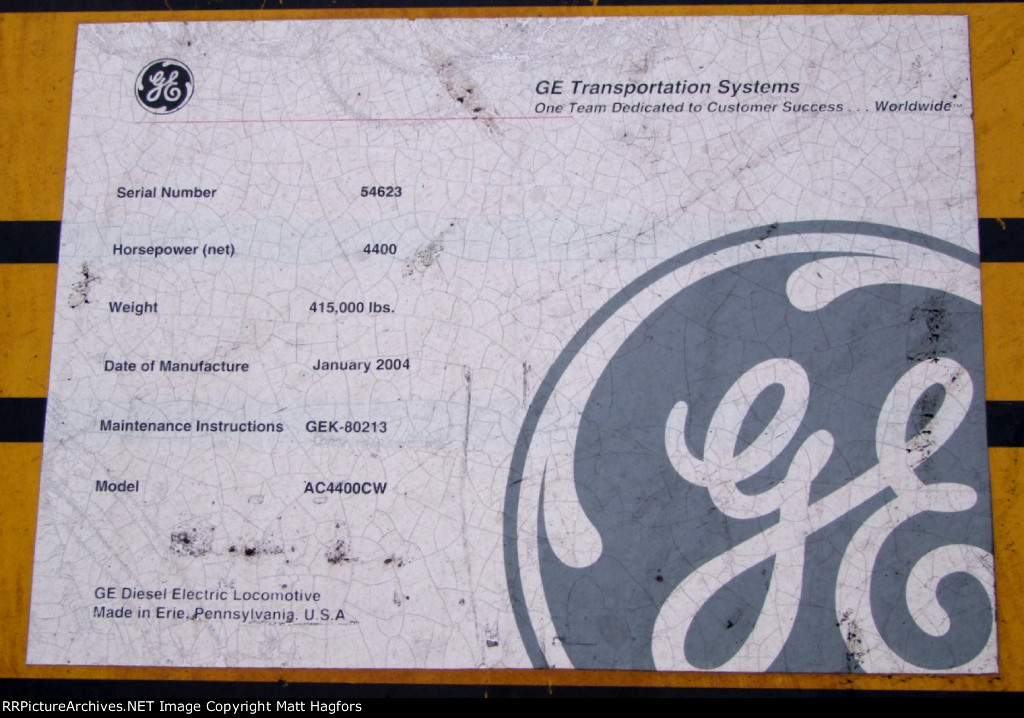 GE
GE Transportation Systems
One Team Dedicated to Customer Success . . . Worldwide™
Serial Number 54623
Horsepower (net) 4400
Weight 415,000 lbs.
Date of Manufacture January 2004
Maintenance Instructions GEK-80213
Model AC4400CW
GE
GE Diesel Electric Locomotive
Made in Erie, Pennsylvania. U.S.A
RRPictureArchives.NET Image Copyright Matt Hagfors